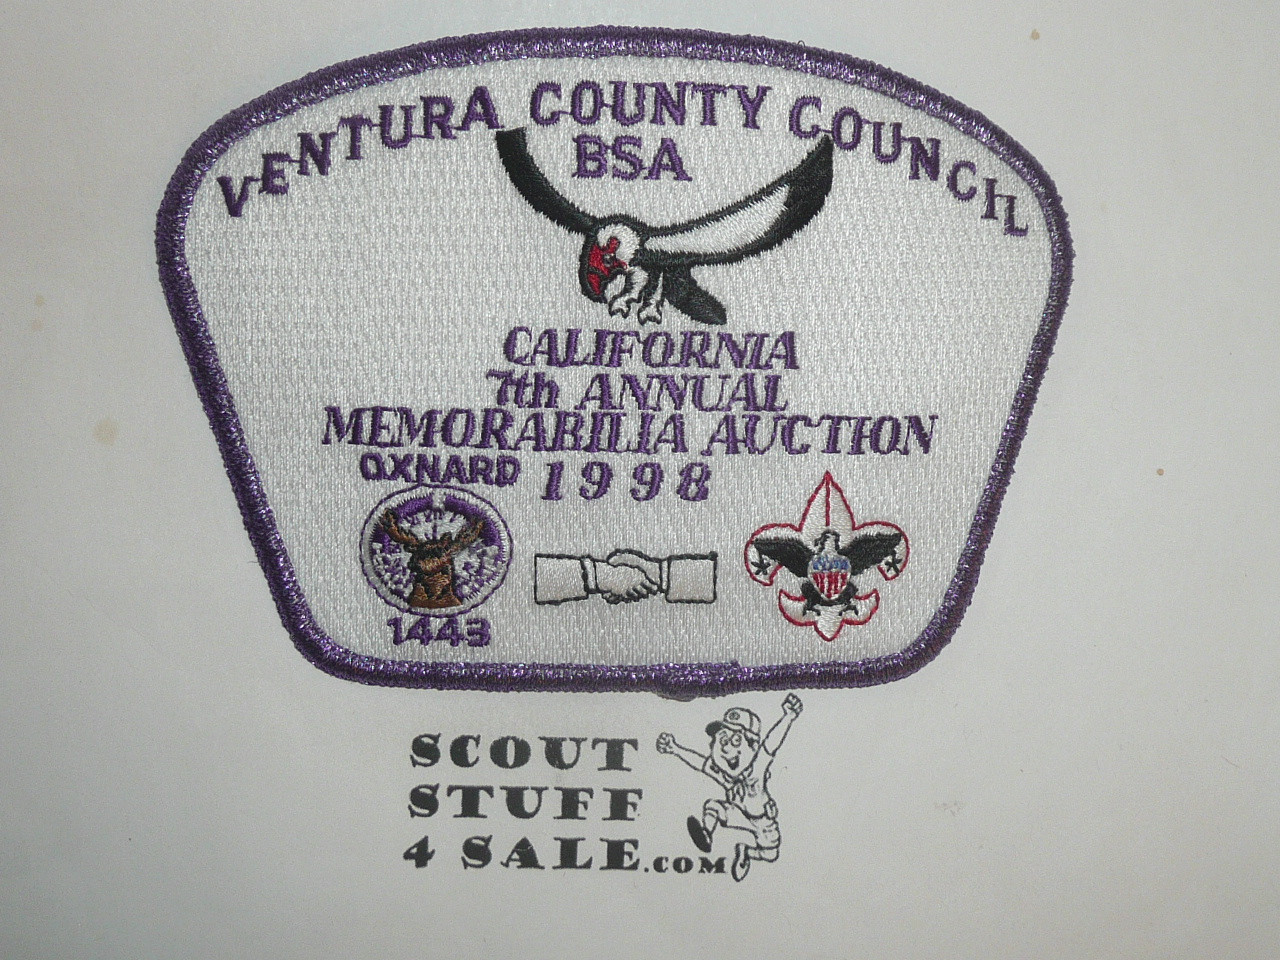 VENTURA COUNTY COUNCIL
BSA
CALIFORNIA
7th ANNUAL
MEMORABILIA AUCTION
OXNARD 1998
1443
SCOUT
STUFF
4 SALE.COM